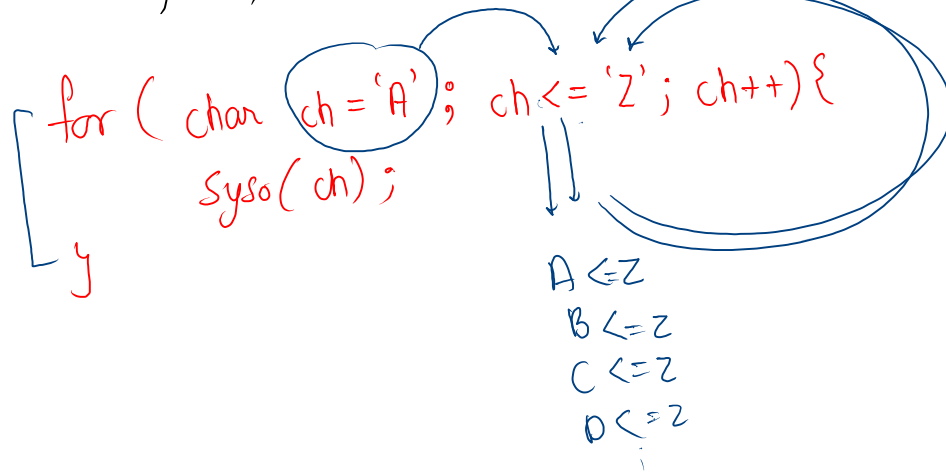 for ( char ch = 'A' ; ch <= 'Z' ; ch++) {
syso( ch ) ;
}
A <= Z
B <= Z
C <= Z
D <= Z